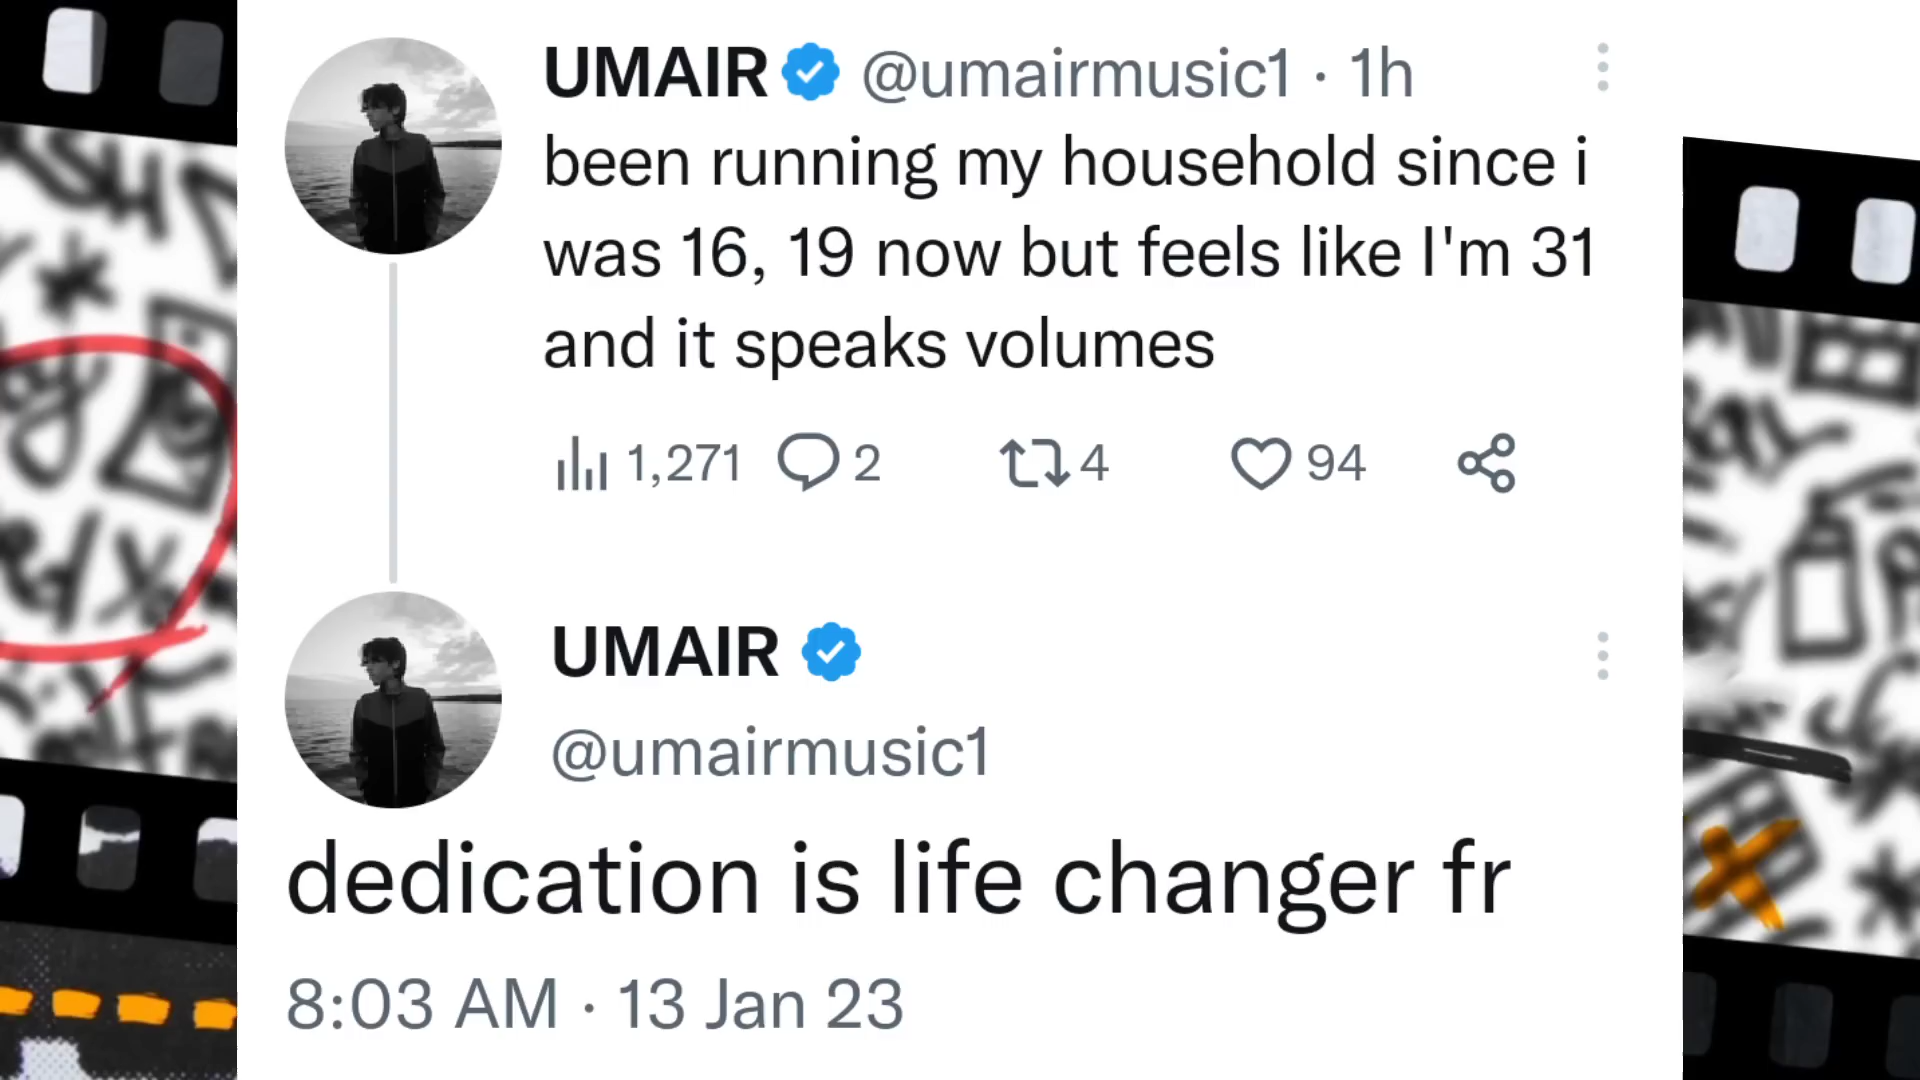 UMAIR @umairmusic1 · 1h
been running my household since i
was 16, 19 now but feels like I'm 31
and it speaks volumes
1,271 2 4 94
UMAIR
@umairmusic1
dedication is life changer fr
8:03 AM · 13 Jan 23